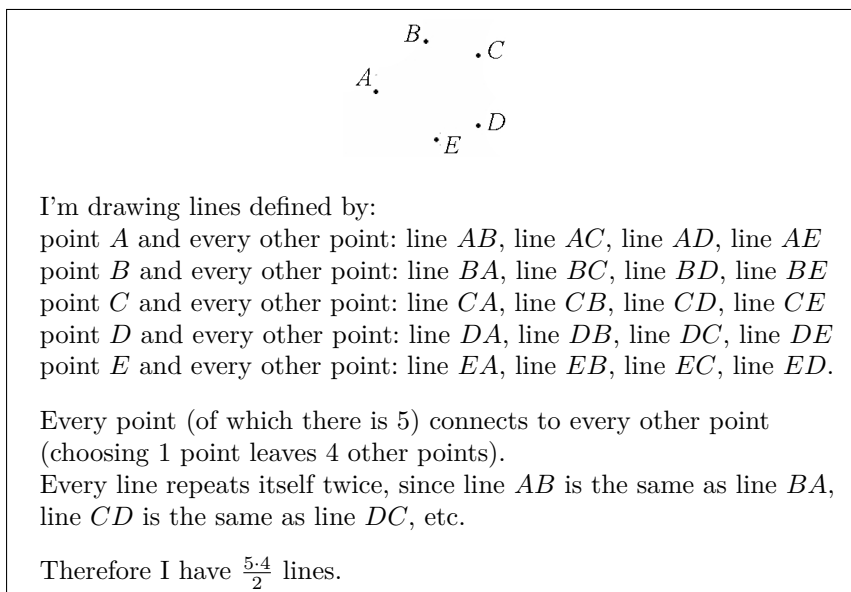 B
C
A
D
E
I'm drawing lines defined by:
point A and every other point: line AB, line AC, line AD, line AE
point B and every other point: line BA, line BC, line BD, line BE
point C and every other point: line CA, line CB, line CD, line CE
point D and every other point: line DA, line DB, line DC, line DE
point E and every other point: line EA, line EB, line EC, line ED.
Every point (of which there is 5) connects to every other point
(choosing 1 point leaves 4 other points).
Every line repeats itself twice, since line AB is the same as line BA,
line CD is the same as line DC, etc.
Therefore I have $\frac{5 \cdot 4}{2}$ lines.